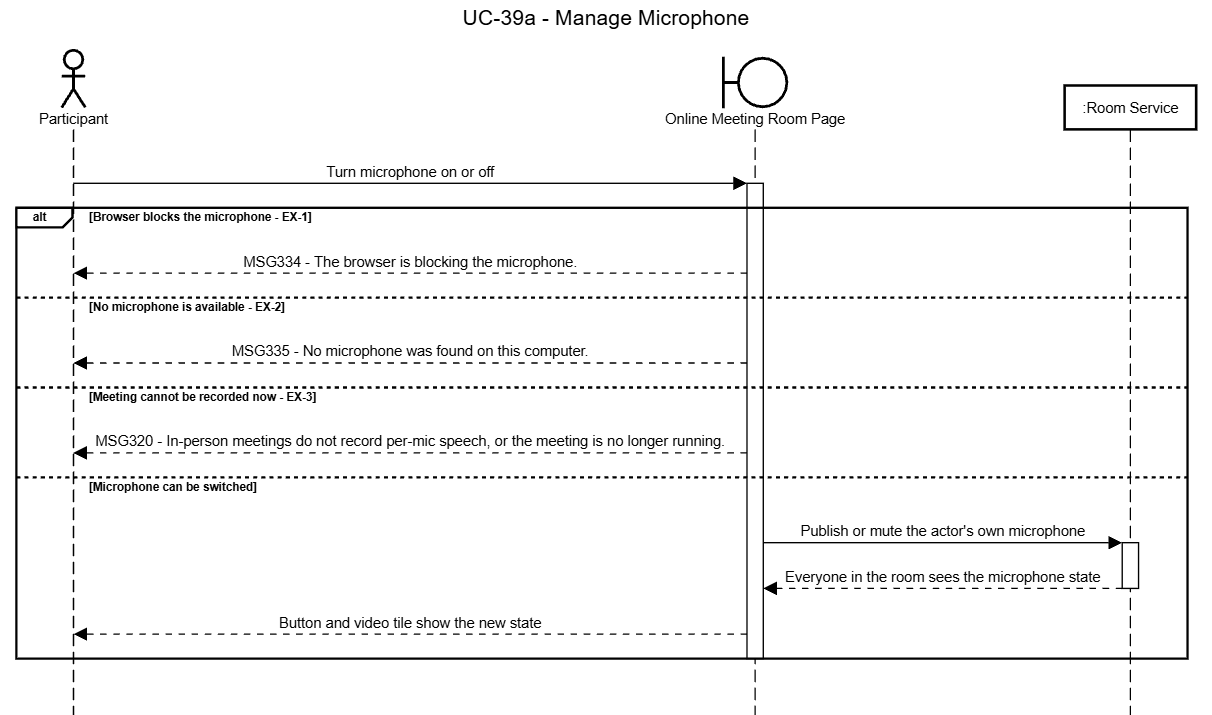 UC-39a - Manage Microphone
Participant
Online Meeting Room Page
:Room Service
Turn microphone on or off
alt
[Browser blocks the microphone - EX-1]
MSG334 - The browser is blocking the microphone.
[No microphone is available - EX-2]
MSG335 - No microphone was found on this computer.
[Meeting cannot be recorded now - EX-3]
MSG320 - In-person meetings do not record per-mic speech, or the meeting is no longer running.
[Microphone can be switched]
Publish or mute the actor's own microphone
Everyone in the room sees the microphone state
Button and video tile show the new state